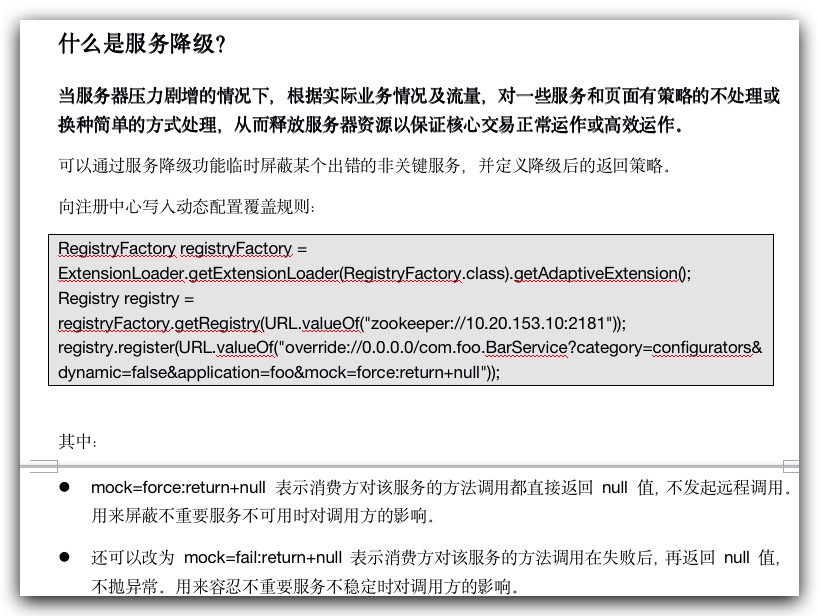 什么是服务降级？
当服务器压力剧增的情况下，根据实际业务情况及流量，对一些服务和页面有策略的不处理或
换种简单的方式处理，从而释放服务器资源以保证核心交易正常运作或高效运作。
可以通过服务降级功能临时屏蔽某个出错的非关键服务，并定义降级后的返回策略。
向注册中心写入动态配置覆盖规则:
RegistryFactory registryFactory =
ExtensionLoader.getExtensionLoader(RegistryFactory.class).getAdaptiveExtension();
Registry registry =
registryFactory.getRegistry(URL.valueOf("zookeeper://10.20.153.10:2181"));
registry.register(URL.valueOf("override://0.0.0.0/com.foo.BarService?category=configurators&
dynamic=false&application=foo&mock=force:return+null"));
其中:
● mock=force:return+null 表示消费方对该服务的方法调用都直接返回 null 值, 不发起远程调用。
用来屏蔽不重要服务不可用时对调用方的影响。
● 还可以改为 mock=fail:return+null 表示消费方对该服务的方法调用在失败后, 再返回 null 值,
不抛异常。用来容忍不重要服务不稳定时对调用方的影响。